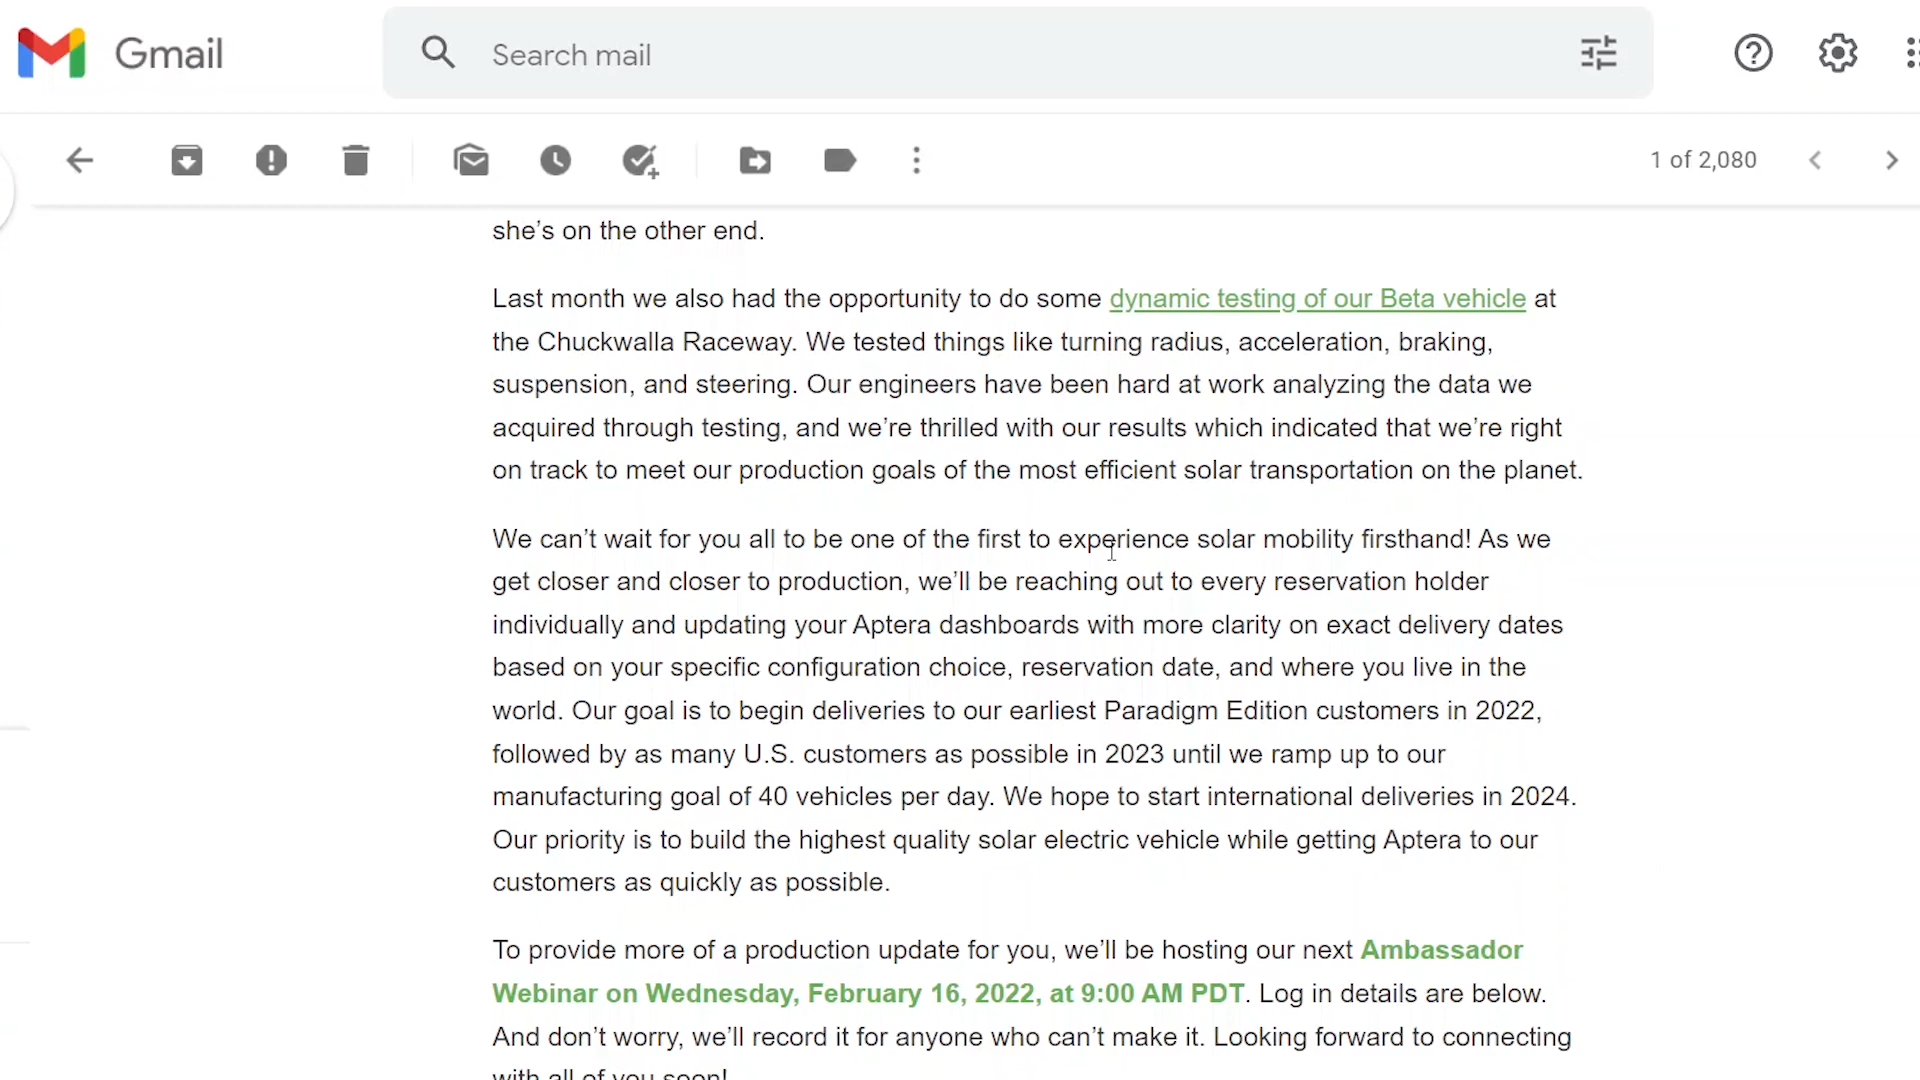 Gmail
Search mail
1 of 2,080
she’s on the other end.
Last month we also had the opportunity to do some dynamic testing of our Beta vehicle at
the Chuckwalla Raceway. We tested things like turning radius, acceleration, braking,
suspension, and steering. Our engineers have been hard at work analyzing the data we
acquired through testing, and we’re thrilled with our results which indicated that we’re right
on track to meet our production goals of the most efficient solar transportation on the planet.
We can’t wait for you all to be one of the first to experience solar mobility firsthand! As we
get closer and closer to production, we’ll be reaching out to every reservation holder
individually and updating your Aptera dashboards with more clarity on exact delivery dates
based on your specific configuration choice, reservation date, and where you live in the
world. Our goal is to begin deliveries to our earliest Paradigm Edition customers in 2022,
followed by as many U.S. customers as possible in 2023 until we ramp up to our
manufacturing goal of 40 vehicles per day. We hope to start international deliveries in 2024.
Our priority is to build the highest quality solar electric vehicle while getting Aptera to our
customers as quickly as possible.
To provide more of a production update for you, we’ll be hosting our next Ambassador
Webinar on Wednesday, February 16, 2022, at 9:00 AM PDT. Log in details are below.
And don’t worry, we’ll record it for anyone who can’t make it. Looking forward to connecting
with all of you soon!